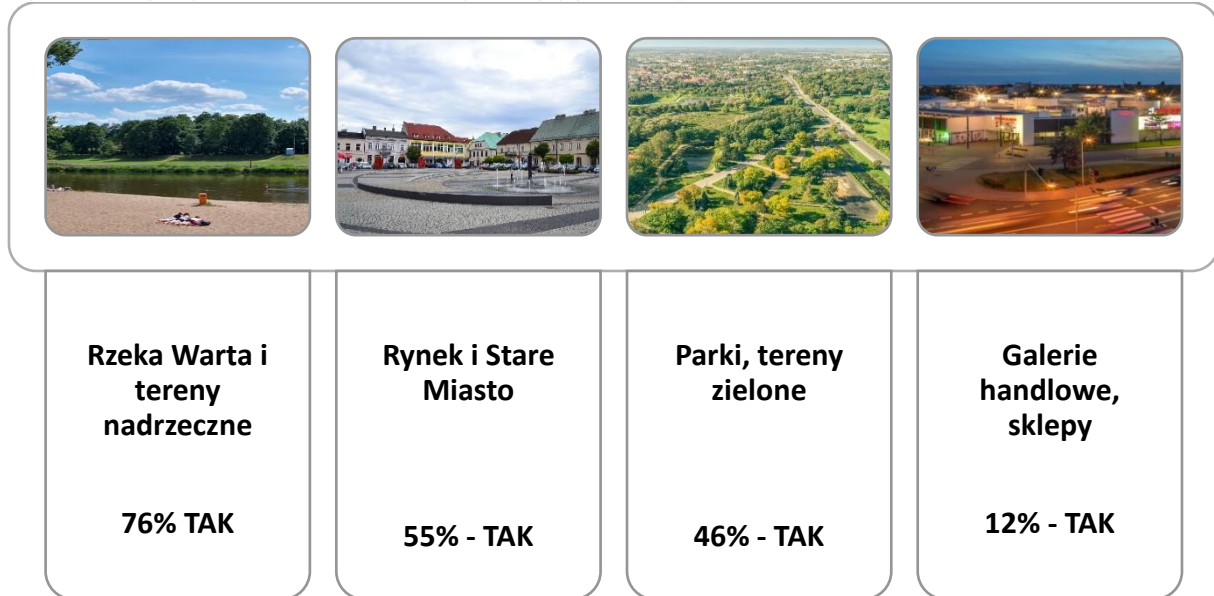 Rzeka Warta i
tereny
nadrzeczne
76% TAK
Rynek i Stare
Miasto
55% - TAK
Parki, tereny
zielone
46% - TAK
Galerie
handlowe,
sklepy
12% - TAK